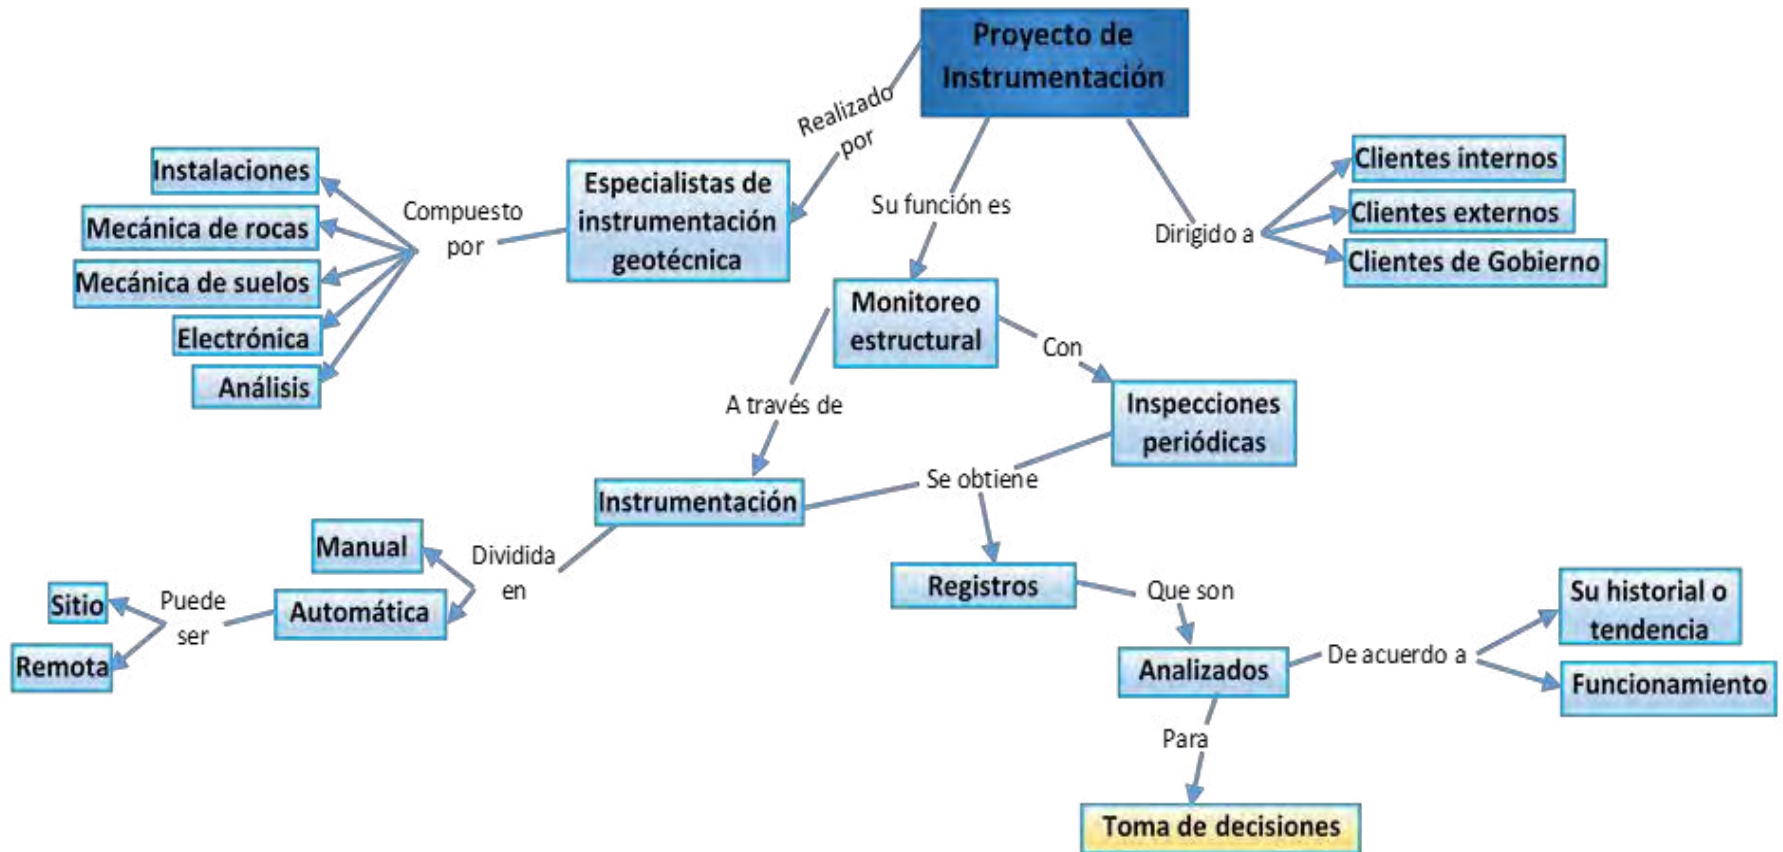 Proyecto de
Instrumentación
Realizado
por
Especialistas de
instrumentación
geotécnica
Compuesto
por
Instalaciones
Mecánica de rocas
Mecánica de suelos
Electrónica
Análisis
Su función es
Dirigido a
Clientes internos
Clientes externos
Clientes de Gobierno
Monitoreo
estructural
A través de
Con
Inspecciones
periódicas
Instrumentación
Se obtiene
Dividida
en
Manual
Automática
Puede
ser
Sitio
Remota
Registros
Que son
Analizados
De acuerdo a
Su historial o
tendencia
Funcionamiento
Para
Toma de decisiones